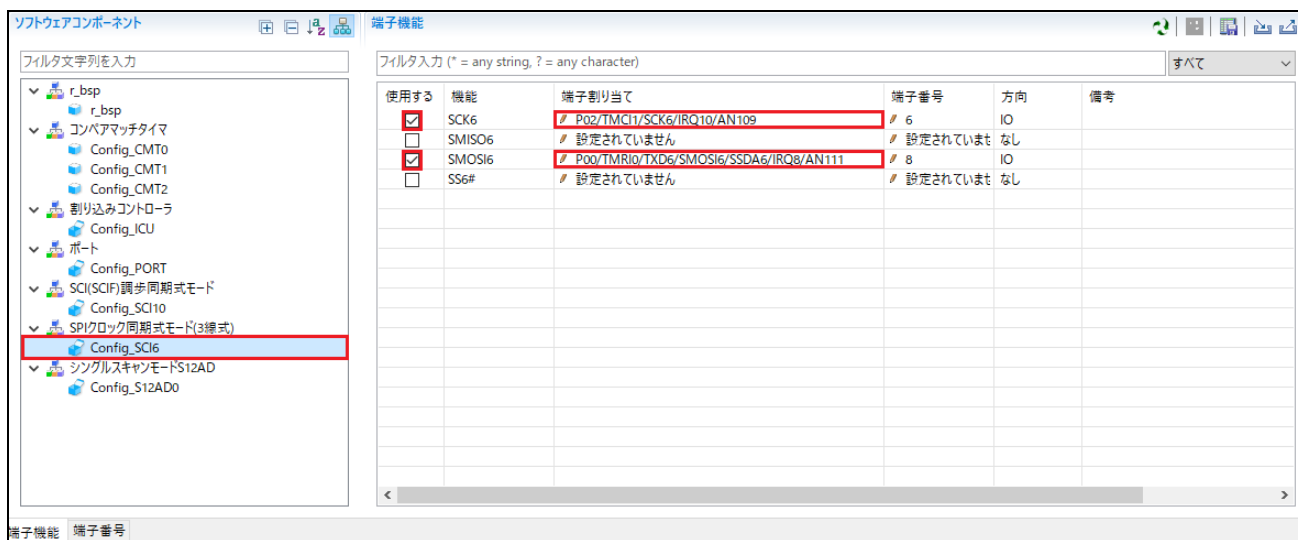 ソフトウェアコンポーネント
端子機能
フィルタ文字列を入力
フィルタ入力 (* = any string, ? = any character)
すべて
r_bsp
r_bsp
コンペアマッチタイマ
Config_CMT0
Config_CMT1
Config_CMT2
割り込みコントローラ
Config_ICU
ポート
Config_PORT
SCI(SCIF)調歩同期式モード
Config_SCI10
SPIクロック同期式モード(3線式)
Config_SCI6
シングルスキャンモードS12AD
Config_S12AD0
使用する 機能 端子割り当て 端子番号 方向 備考
SCK6 P02/TMCI1/SCK6/IRQ10/AN109 6 IO
SMISO6 設定されていません 設定されていませ なし
SMOSI6 P00/TMRI0/TXD6/SMOSI6/SSDA6/IRQ8/AN111 8 IO
SS6# 設定されていません 設定されていませ なし
端子機能 端子番号